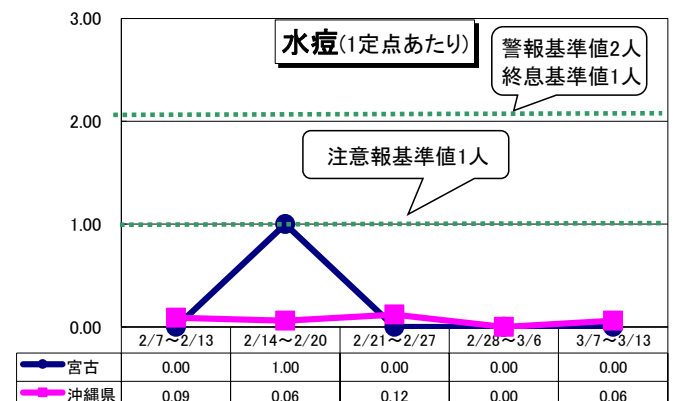 3.00
水痘(1定点あたり)
警報基準値2人
終息基準値1人
2.00
注意報基準値1人
1.00
0.00
2/7～2/13 2/14～2/20 2/21～2/27 2/28～3/6 3/7～3/13
宮古 0.00 1.00 0.00 0.00 0.00
沖縄県 0.09 0.06 0.12 0.00 0.06